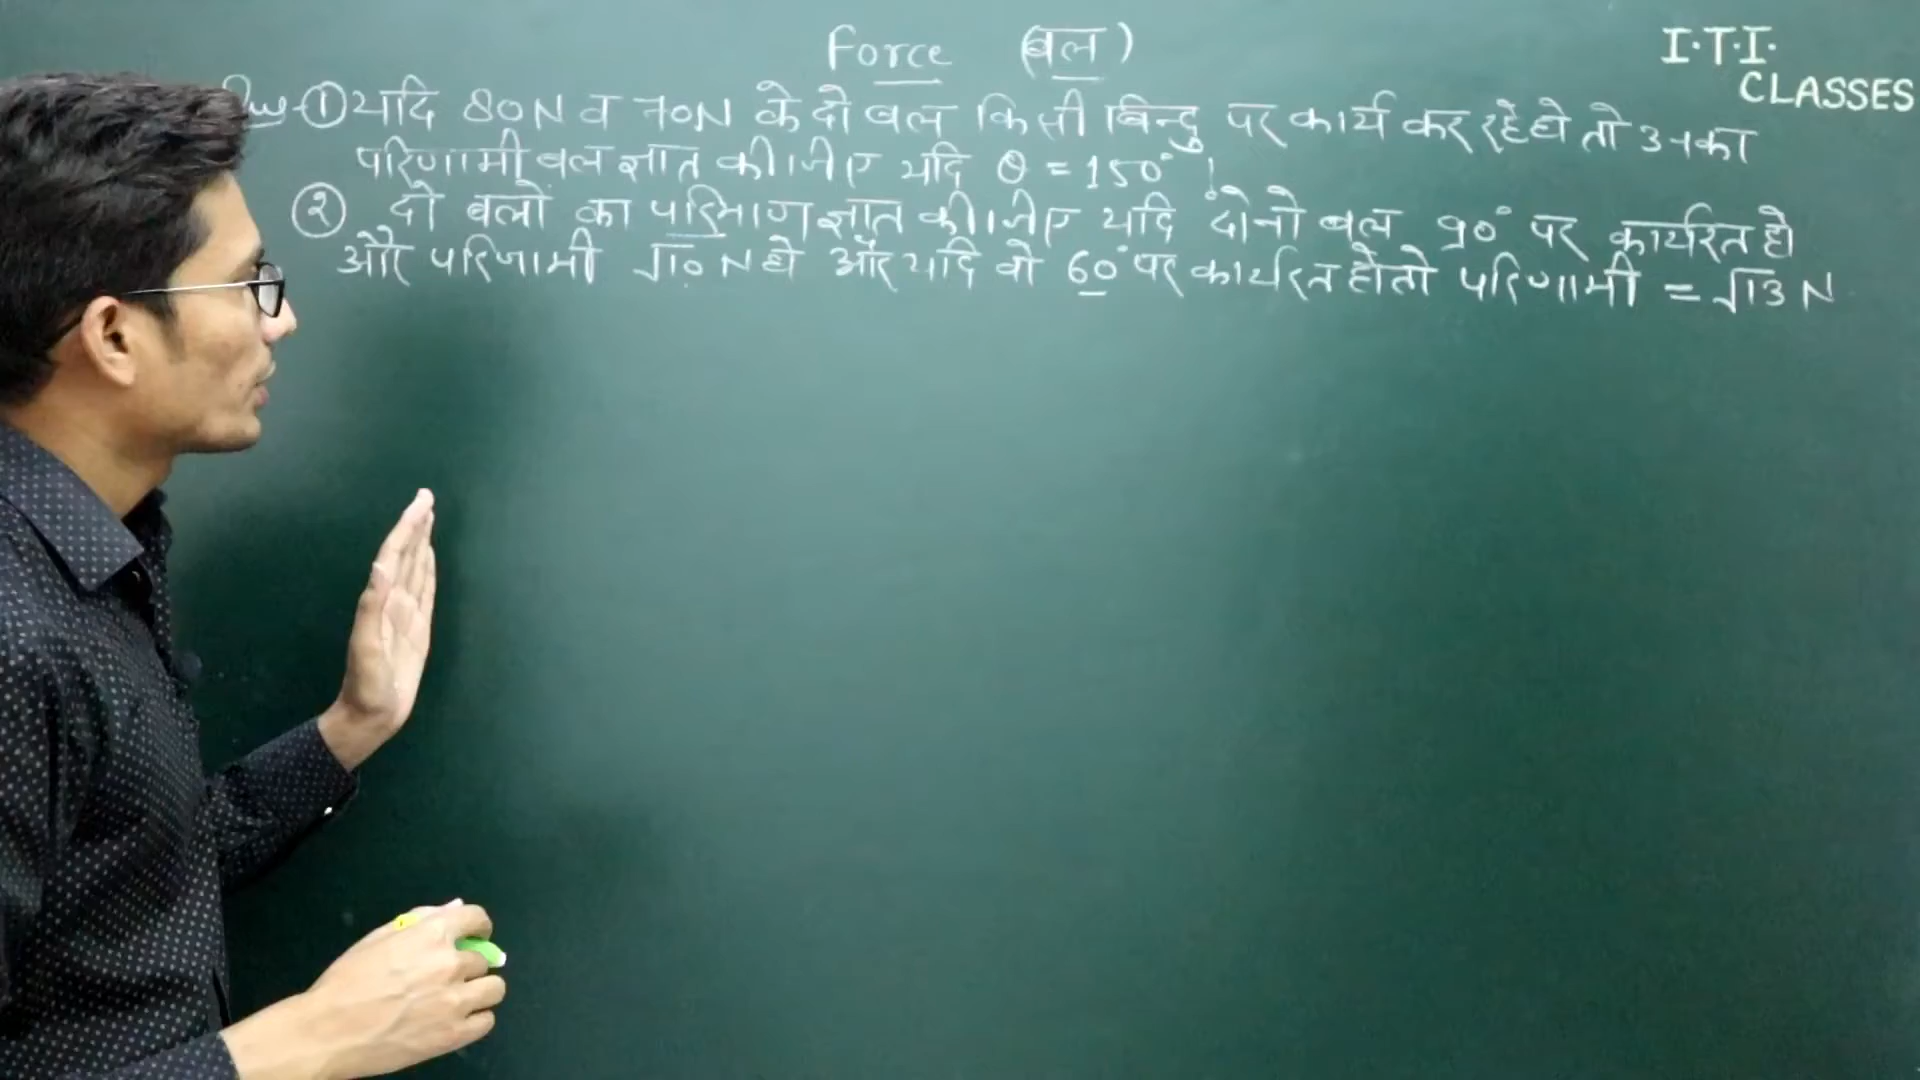 Force (बल)
I.T.I.
CLASSES
Que-① यदि 80N व 70N के दो बल किसी बिन्दु पर कार्य कर रहे हो तो उनका
परिणामी बल ज्ञात कीजिए यदि θ = 150° ।
② दो बलों का परिमाण ज्ञात कीजिए यदि दोनो बल 90° पर कार्यरत हो
और परिणामी √10 N हो और यदि वो 60° पर कार्यरत हो तो परिणामी = √13 N